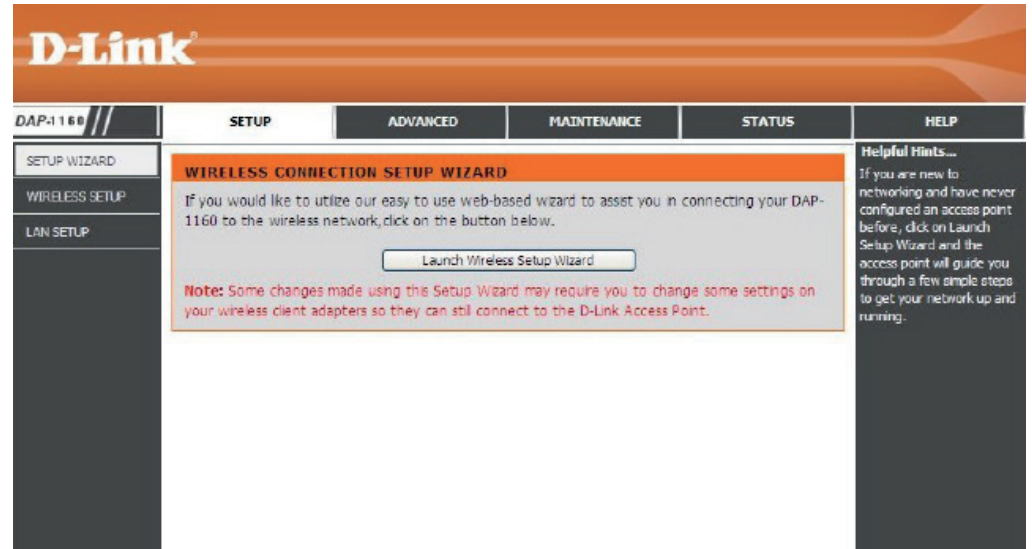 D-Link
DAP-1160
SETUP
ADVANCED
MAINTENANCE
STATUS
HELP
SETUP WIZARD
WIRELESS SETUP
LAN SETUP
WIRELESS CONNECTION SETUP WIZARD
If you would like to utilize our easy to use web-based wizard to assist you in connecting your DAP-
1160 to the wireless network,click on the button below.
Launch Wireless Setup Wizard
Note: Some changes made using this Setup Wizard may require you to change some settings on
your wireless client adapters so they can still connect to the D-Link Access Point.
Helpful Hints...
If you are new to
networking and have never
configured an access point
before, click on Launch
Setup Wizard and the
access point will guide you
through a few simple steps
to get your network up and
running.